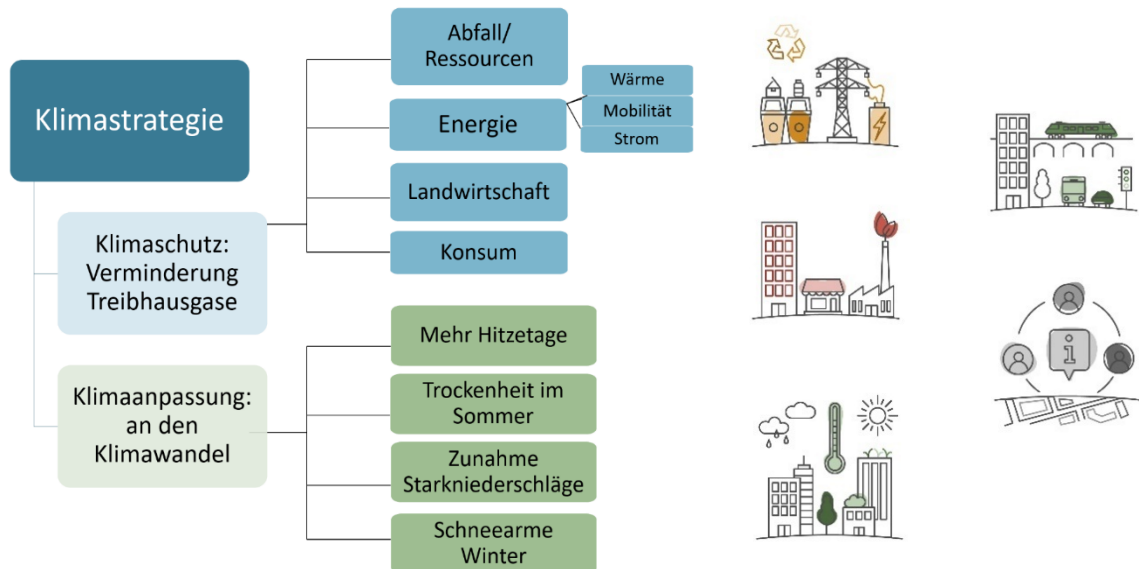 Klimastrategie
Klimaschutz:
Verminderung
Treibhausgase
Abfall/
Ressourcen
Energie
Wärme
Mobilität
Strom
Landwirtschaft
Konsum
Klimaanpassung:
an den
Klimawandel
Mehr Hitzetage
Trockenheit im
Sommer
Zunahme
Starkniederschläge
Schneearme
Winter
i